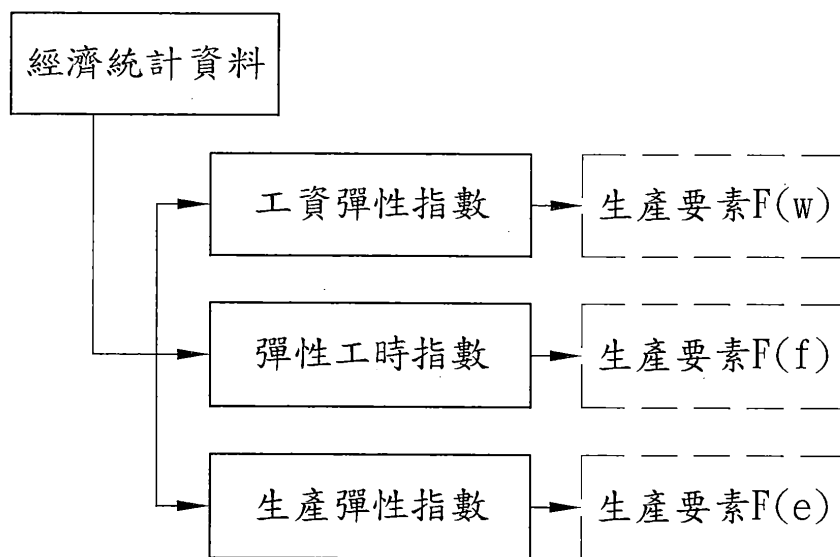 經濟統計資料
工資彈性指數
生產要素F(w)
彈性工時指數
生產要素F(f)
生產彈性指數
生產要素F(e)